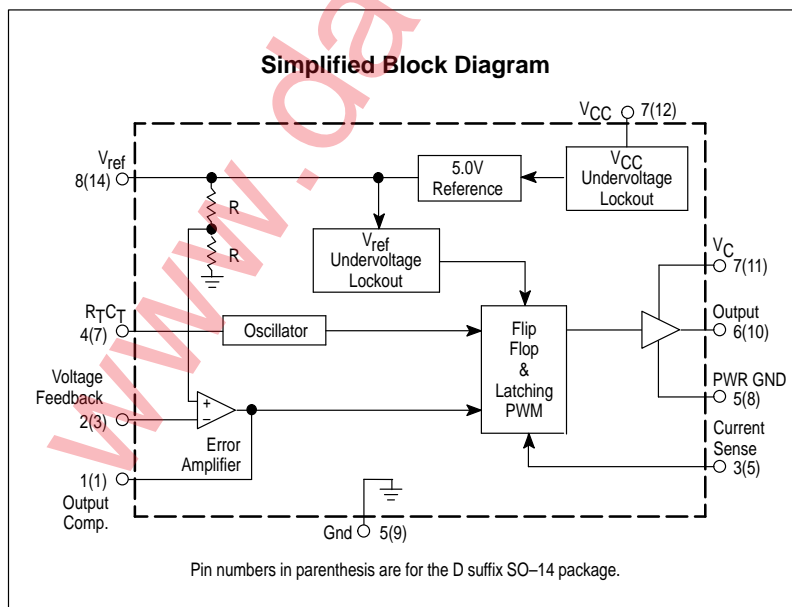 Simplified Block Diagram
VCC 7(12)
Vref
8(14)
5.0V
Reference
VCC
Undervoltage
Lockout
R
R
Vref
Undervoltage
Lockout
VC
7(11)
RTCT
4(7)
Oscillator
Flip
Flop
&
Latching
PWM
Output
6(10)
Voltage
Feedback
2(3)
+
–
Error
Amplifier
PWR GND
5(8)
Current
Sense
3(5)
1(1)
Output
Comp.
Gnd 5(9)
Pin numbers in parenthesis are for the D suffix SO–14 package.
www.da